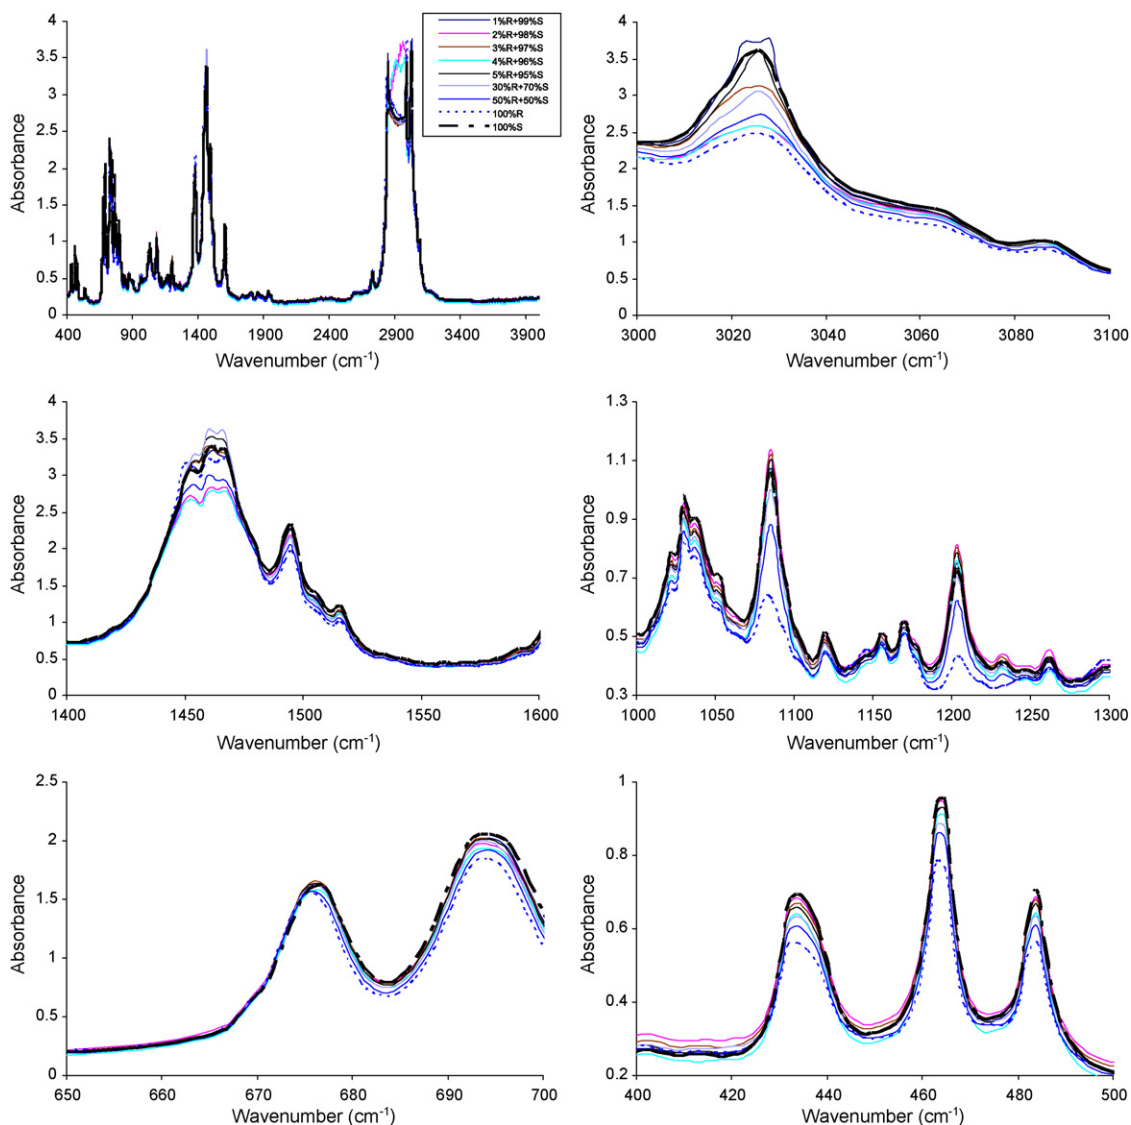 4
3.5
3
2.5
2
1.5
1
0.5
0
Absorbance
400 900 1400 1900 2400 2900 3400 3900
Wavenumber (cm-1)
1%R+99%S
2%R+98%S
3%R+97%S
4%R+96%S
5%R+95%S
30%R+70%S
50%R+50%S
100%R
100%S
4
3.5
3
2.5
2
1.5
1
0.5
0
Absorbance
3000 3020 3040 3060 3080 3100
Wavenumber (cm-1)
4
3.5
3
2.5
2
1.5
1
0.5
0
Absorbance
1400 1450 1500 1550 1600
Wavenumber (cm-1)
1.3
1.1
0.9
0.7
0.5
0.3
Absorbance
1000 1050 1100 1150 1200 1250 1300
Wavenumber (cm-1)
2.5
2
1.5
1
0.5
0
Absorbance
650 660 670 680 690 700
Wavenumber (cm-1)
1
0.8
0.6
0.4
0.2
Absorbance
400 420 440 460 480 500
Wavenumber (cm-1)